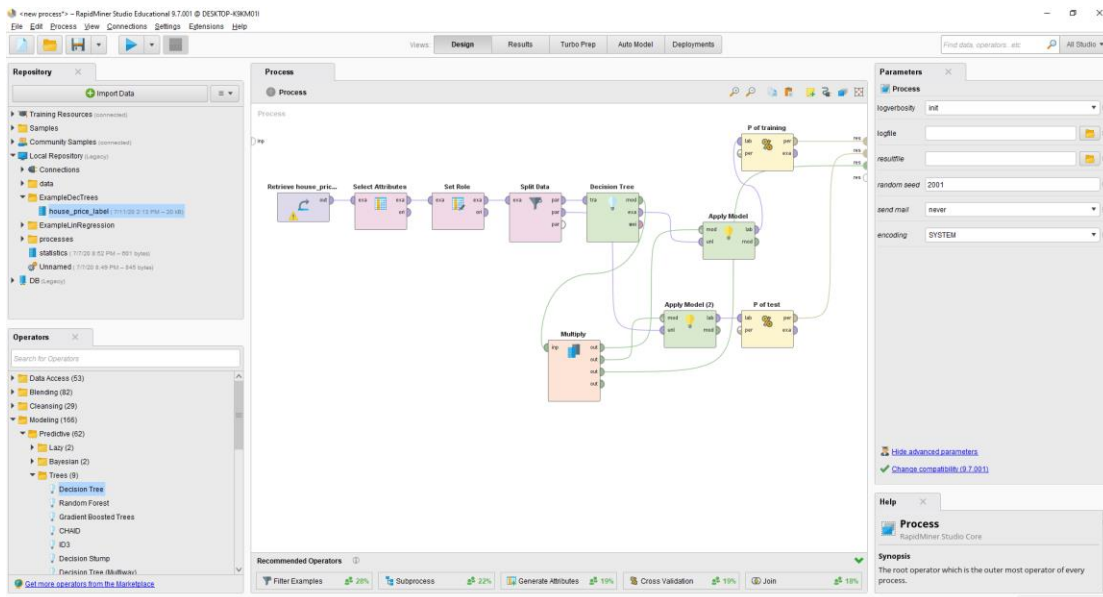 <new process*> – RapidMiner Studio Educational 9.7.001 @ DESKTOP-K9KM01I
File Edit Process View Connections Settings Extensions Help
Views: Design Results Turbo Prep Auto Model Deployments
Find data, operators...etc
All Studio
Repository
Import Data
Training Resources (connected)
Samples
Community Samples (connected)
Local Repository (Legacy)
Connections
data
ExampleDecTrees
house_price_label
ExampleLinRegression
processes
statistics
Unnamed
DB (Legacy)
Operators
Search for Operators
Data Access (53)
Blending (82)
Cleansing (29)
Modeling (166)
Predictive (62)
Lazy (2)
Bayesian (2)
Trees (9)
Decision Tree
Random Forest
Gradient Boosted Trees
CHAID
ID3
Decision Stump
Decision Tree (Multiway)
Get more operators from the Marketplace
Process
Process
Process
inp
Retrieve house_pric...
out
Select Attributes
exa exa
ori
Set Role
exa exa
ori
Split Data
exa par
par
par
Decision Tree
tra mod
exa
wei
P of training
lab per
per exa
res
res
res
res
Apply Model
mod lab
unl mod
Apply Model (2)
mod lab
unl mod
P of test
lab per
per exa
Multiply
inp out
out
out
out
Recommended Operators
Filter Examples 28%
Subprocess 22%
Generate Attributes 19%
Cross Validation 19%
Join 18%
Parameters
Process
logverbosity init
logfile
resultfile
random seed 2001
send mail never
encoding SYSTEM
Hide advanced parameters
Change compatibility (9.7.001)
Help
Process
RapidMiner Studio Core
Synopsis
The root operator which is the outer most operator of every
process.